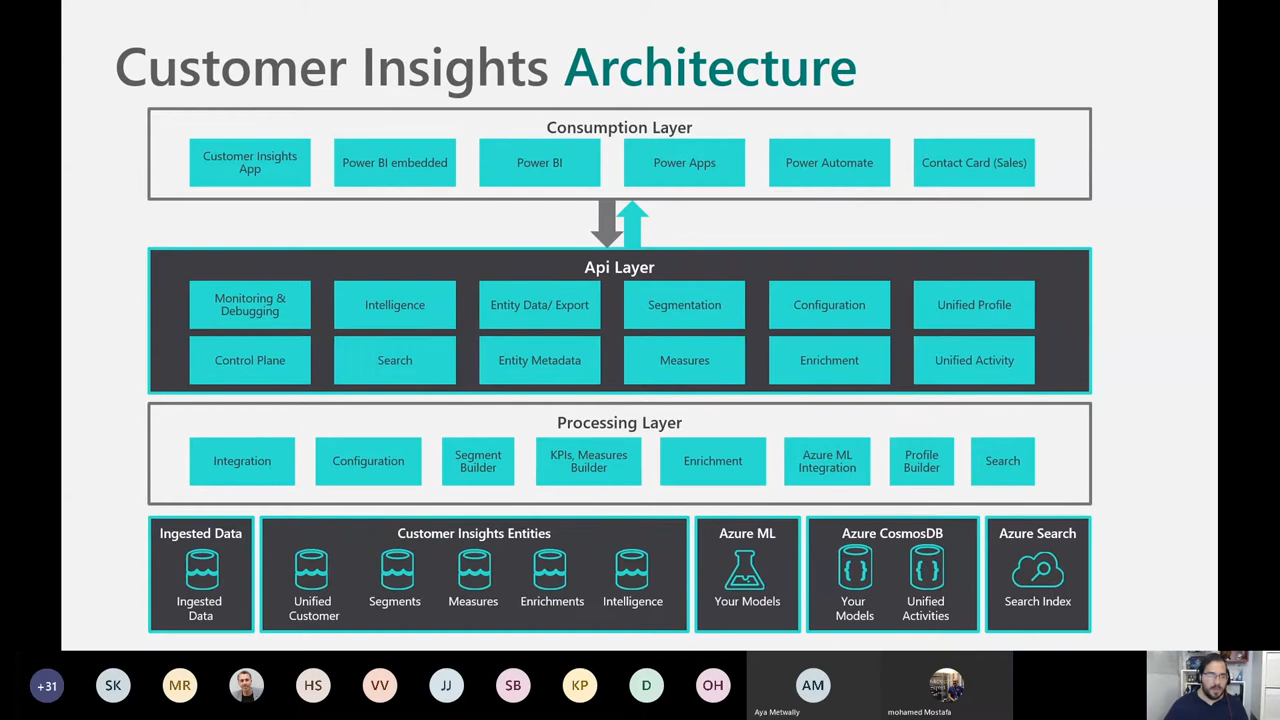 Customer Insights Architecture
Consumption Layer
Customer Insights
App
Power BI embedded
Power BI
Power Apps
Power Automate
Contact Card (Sales)
Api Layer
Monitoring &
Debugging
Intelligence
Entity Data/ Export
Segmentation
Configuration
Unified Profile
Control Plane
Search
Entity Metadata
Measures
Enrichment
Unified Activity
Processing Layer
Integration
Configuration
Segment
Builder
KPIs, Measures
Builder
Enrichment
Azure ML
Integration
Profile
Builder
Search
Ingested Data
Ingested
Data
Customer Insights Entities
Unified
Customer
Segments
Measures
Enrichments
Intelligence
Azure ML
Your Models
Azure CosmosDB
Your
Models
Unified
Activities
Azure Search
Search Index
+31
SK
MR
HS
VV
JJ
SB
KP
D
OH
AM
Aya Metwally
mohamed Mostafa